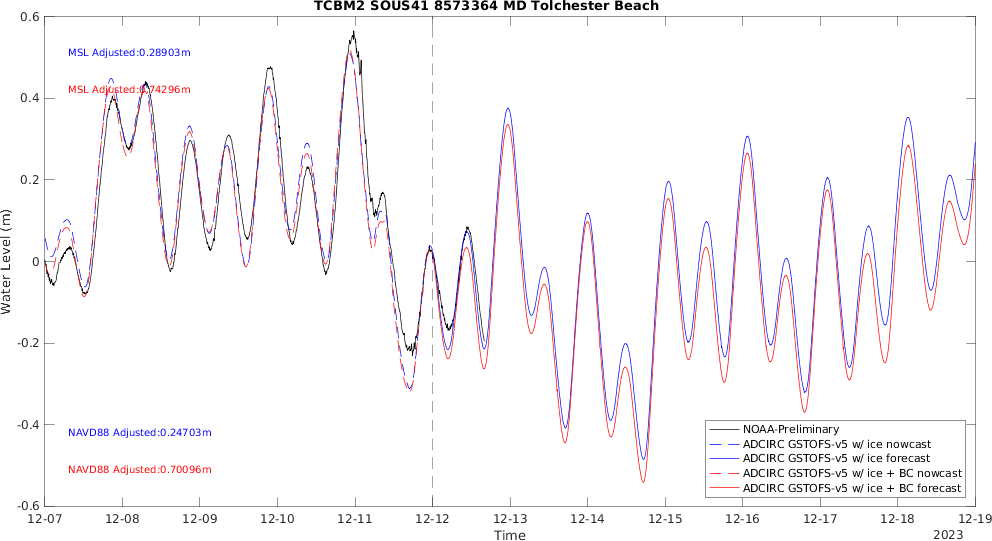 TCBM2 SOUS41 8573364 MD Tolchester Beach
0.6
0.4
0.2
0
-0.2
-0.4
-0.6
Water Level (m)
MSL Adjusted:0.28903m
MSL Adjusted:0.74296m
NAVD88 Adjusted:0.24703m
NAVD88 Adjusted:0.70096m
NOAA-Preliminary
ADCIRC GSTOFS-v5 w/ ice nowcast
ADCIRC GSTOFS-v5 w/ ice forecast
ADCIRC GSTOFS-v5 w/ ice + BC nowcast
ADCIRC GSTOFS-v5 w/ ice + BC forecast
12-07 12-08 12-09 12-10 12-11 12-12 12-13 12-14 12-15 12-16 12-17 12-18 12-19
Time
2023